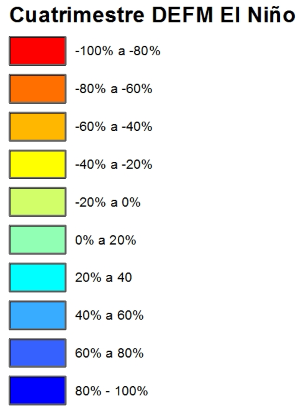 Cuatrimestre DEFM El Niño
-100% a -80%
-80% a -60%
-60% a -40%
-40% a -20%
-20% a 0%
0% a 20%
20% a 40
40% a 60%
60% a 80%
80% - 100%